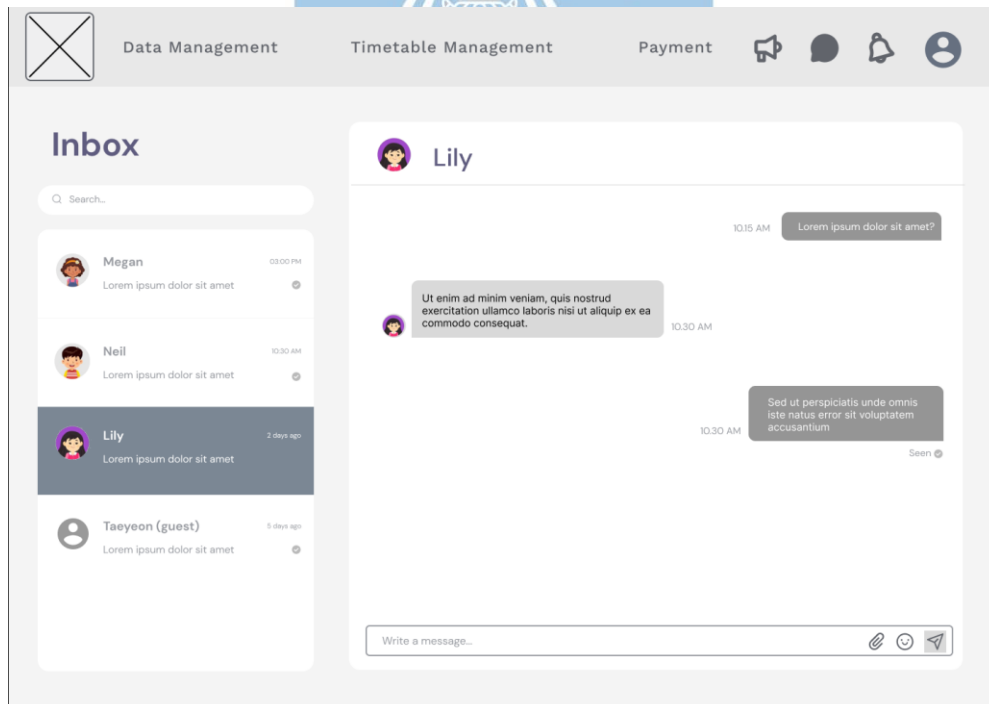 Data Management
Timetable Management
Payment
Inbox
Search..
Megan
03:00 PM
Lorem ipsum dolor sit amet
Neil
10:30 AM
Lorem ipsum dolor sit amet
Lily
2 days ago
Lorem ipsum dolor sit amet
Taeyeon (guest)
5 days ago
Lorem ipsum dolor sit amet
Lily
10.15 AM
Lorem ipsum dolor sit amet?
Ut enim ad minim veniam, quis nostrud
exercitation ullamco laboris nisi ut aliquip ex ea
commodo consequat.
10.30 AM
Sed ut perspiciatis unde omnis
iste natus error sit voluptatem
accusantium
10.30 AM
Seen
Write a message...